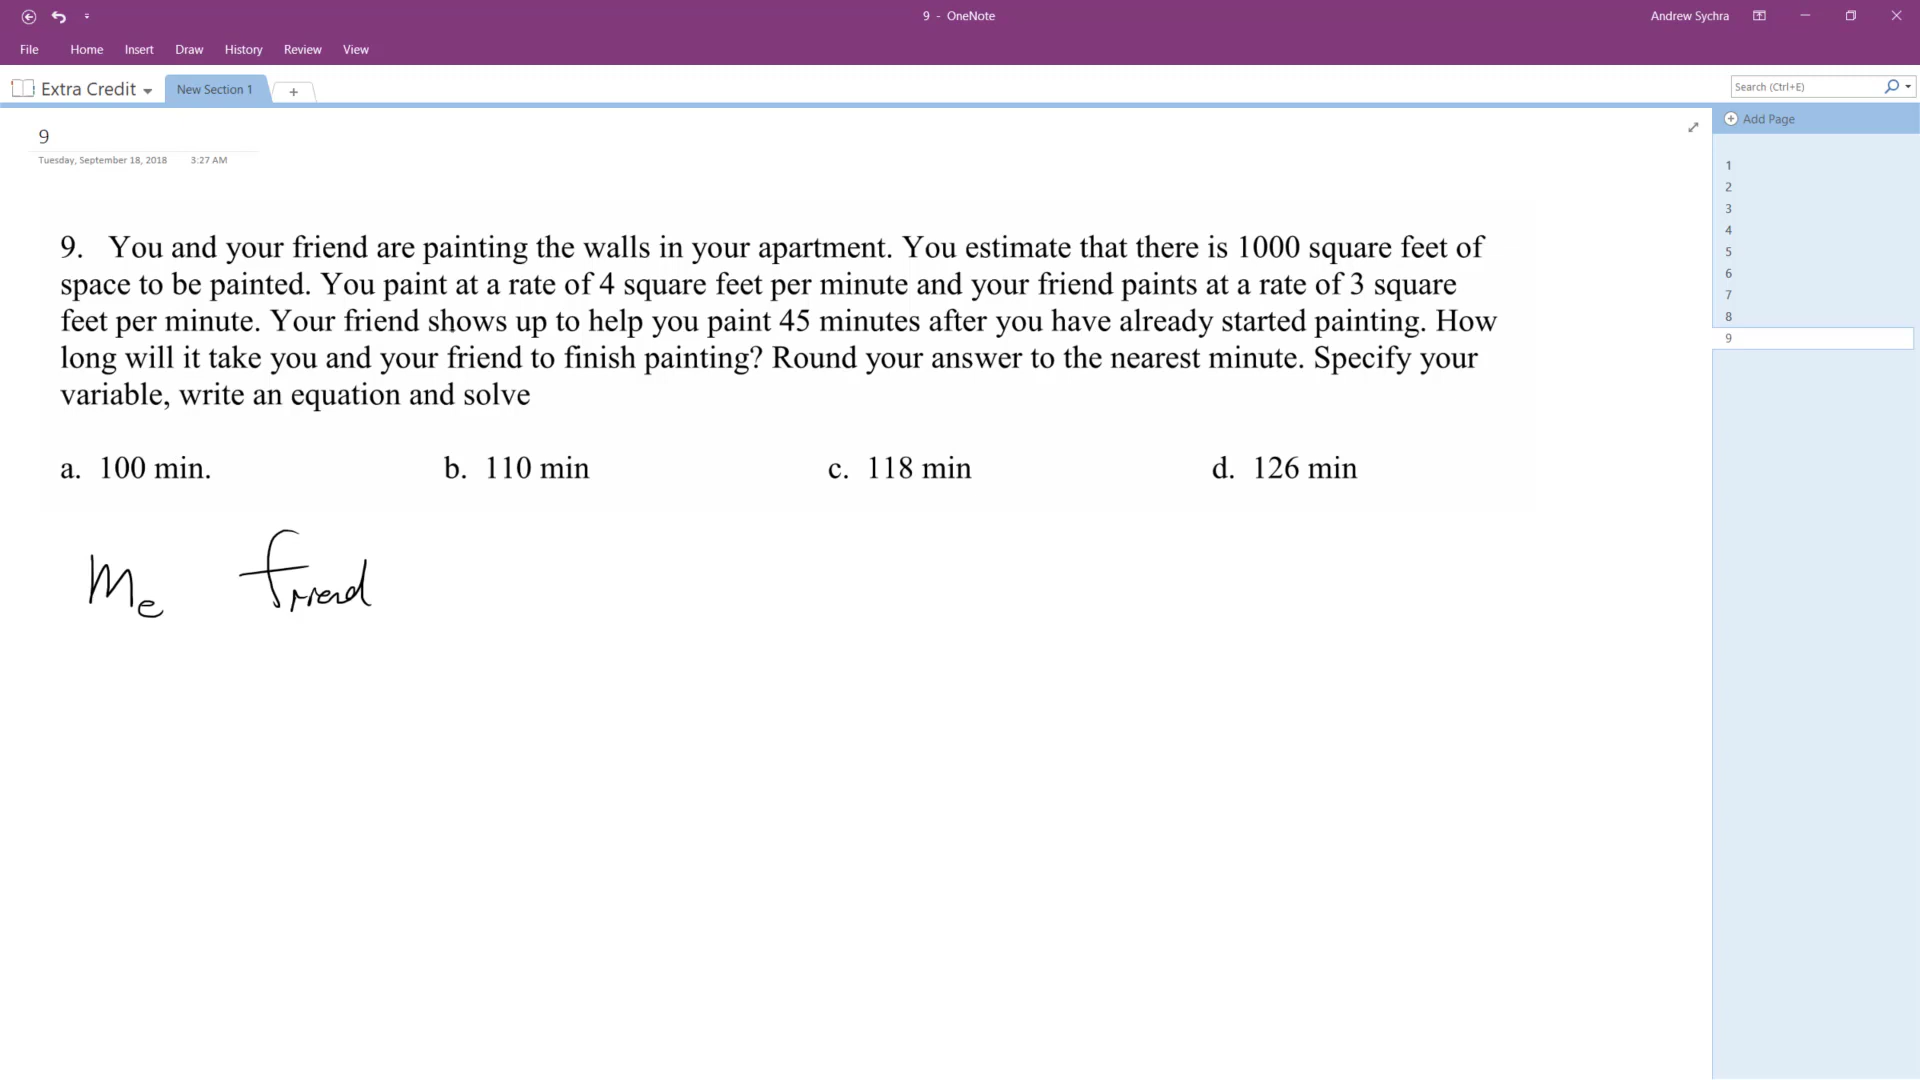 9 - OneNote
Andrew Sychra
File Home Insert Draw History Review View
Extra Credit New Section 1 +
Search (Ctrl+E)
Add Page
9
Tuesday, September 18, 2018 3:27 AM
1
2
3
4
5
6
7
8
9
9. You and your friend are painting the walls in your apartment. You estimate that there is 1000 square feet of
space to be painted. You paint at a rate of 4 square feet per minute and your friend paints at a rate of 3 square
feet per minute. Your friend shows up to help you paint 45 minutes after you have already started painting. How
long will it take you and your friend to finish painting? Round your answer to the nearest minute. Specify your
variable, write an equation and solve
a. 100 min. b. 110 min c. 118 min d. 126 min
Me friend